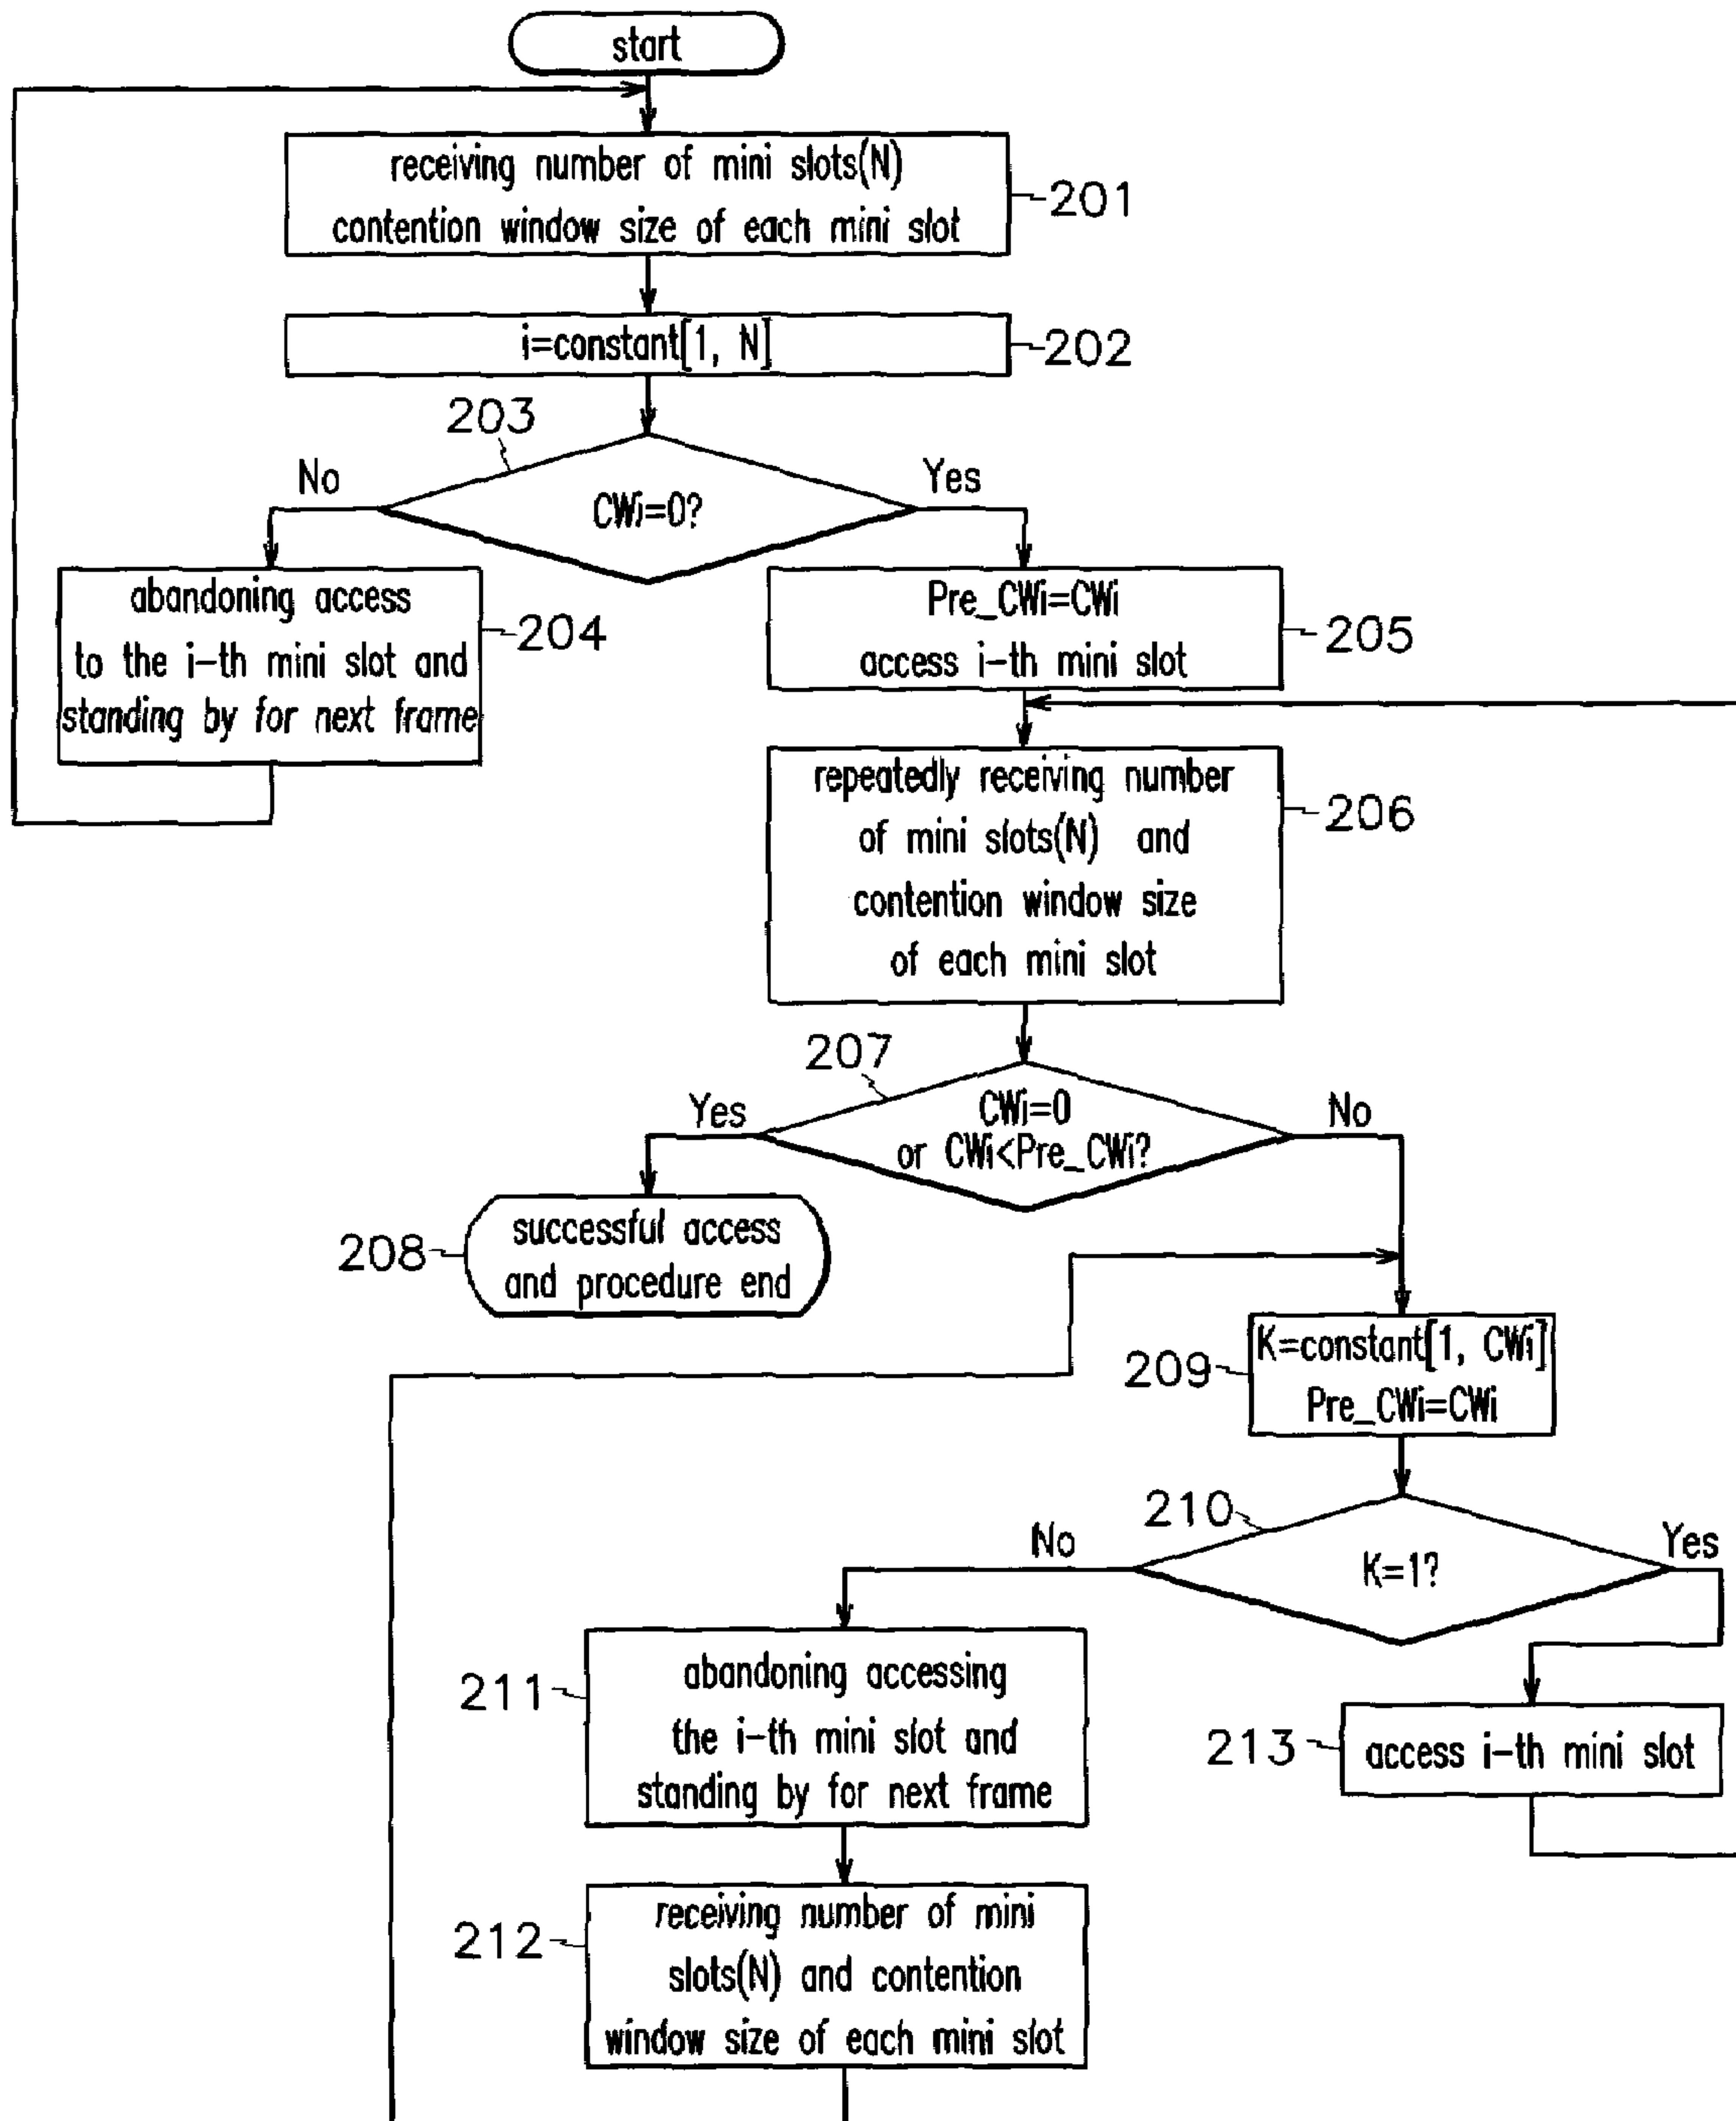 start
receiving number of mini slots(N)
contention window size of each mini slot
201
i=constant[1, N]
202
203
No
Yes
CWi=0?
abandoning access
to the i-th mini slot and
standing by for next frame
204
Pre_CWi=CWi
access i-th mini slot
205
repeatedly receiving number
of mini slots(N) and
contention window size
of each mini slot
206
207
Yes
No
CWi=0
or CWi<Pre_CWi?
208
successful access
and procedure end
209
K=constant[1, CWi]
Pre_CWi=CWi
210
No
Yes
K=1?
211
abandoning accessing
the i-th mini slot and
standing by for next frame
213
access i-th mini slot
212
receiving number of mini
slots(N) and contention
window size of each mini slot